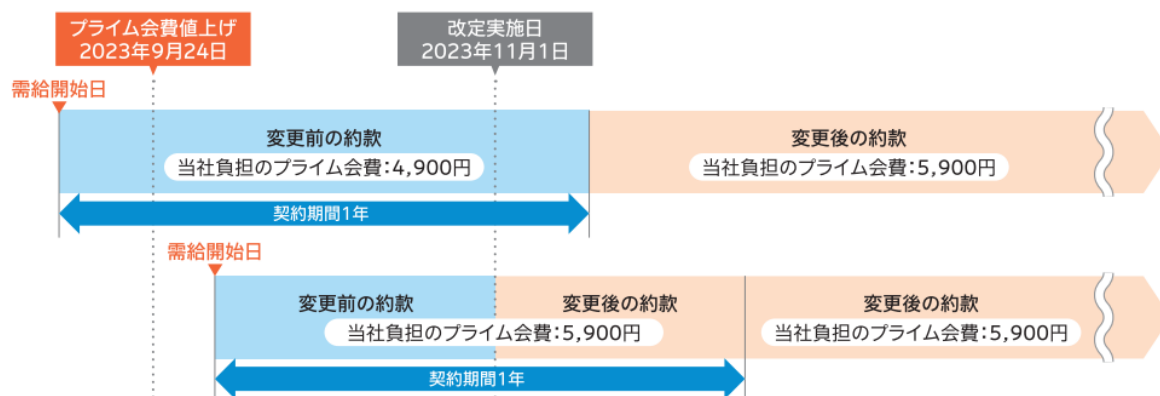 プライム会費値上げ
2023年9月24日
改定実施日
2023年11月1日
需給開始日
変更前の約款
当社負担のプライム会費：4,900円
変更後の約款
当社負担のプライム会費：5,900円
契約期間1年
需給開始日
変更前の約款
変更後の約款
当社負担のプライム会費：5,900円
変更後の約款
当社負担のプライム会費：5,900円
契約期間1年